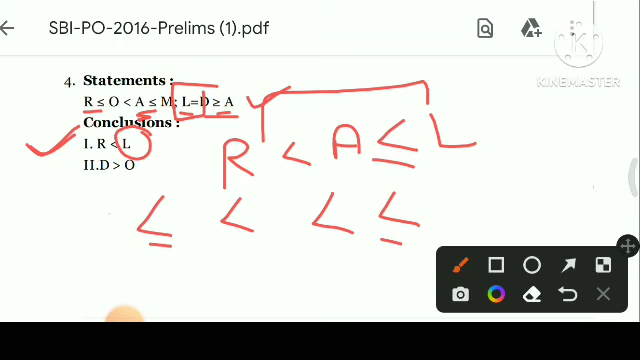 SBI-PO-2016-Prelims (1).pdf
KINEMASTER
4. Statements :
R ≤ O < A ≤ M; L=D ≥ A
Conclusions :
I. R < L
II.D > O
R < A ≤ L
≤ < < ≤